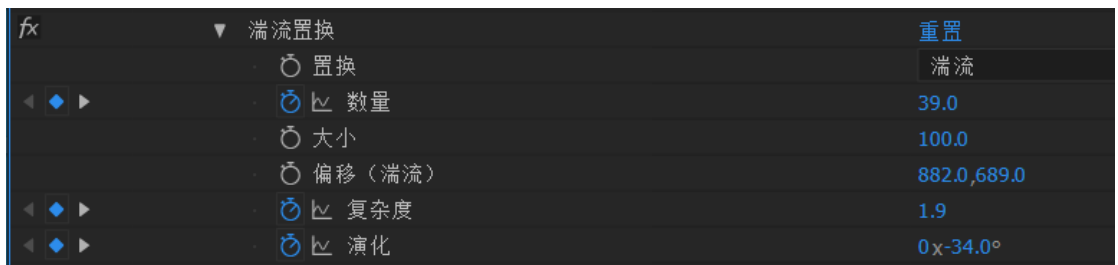 fx 湍流置换 重置
置换 湍流
数量 39.0
大小 100.0
偏移（湍流） 882.0,689.0
复杂度 1.9
演化 0x-34.0°